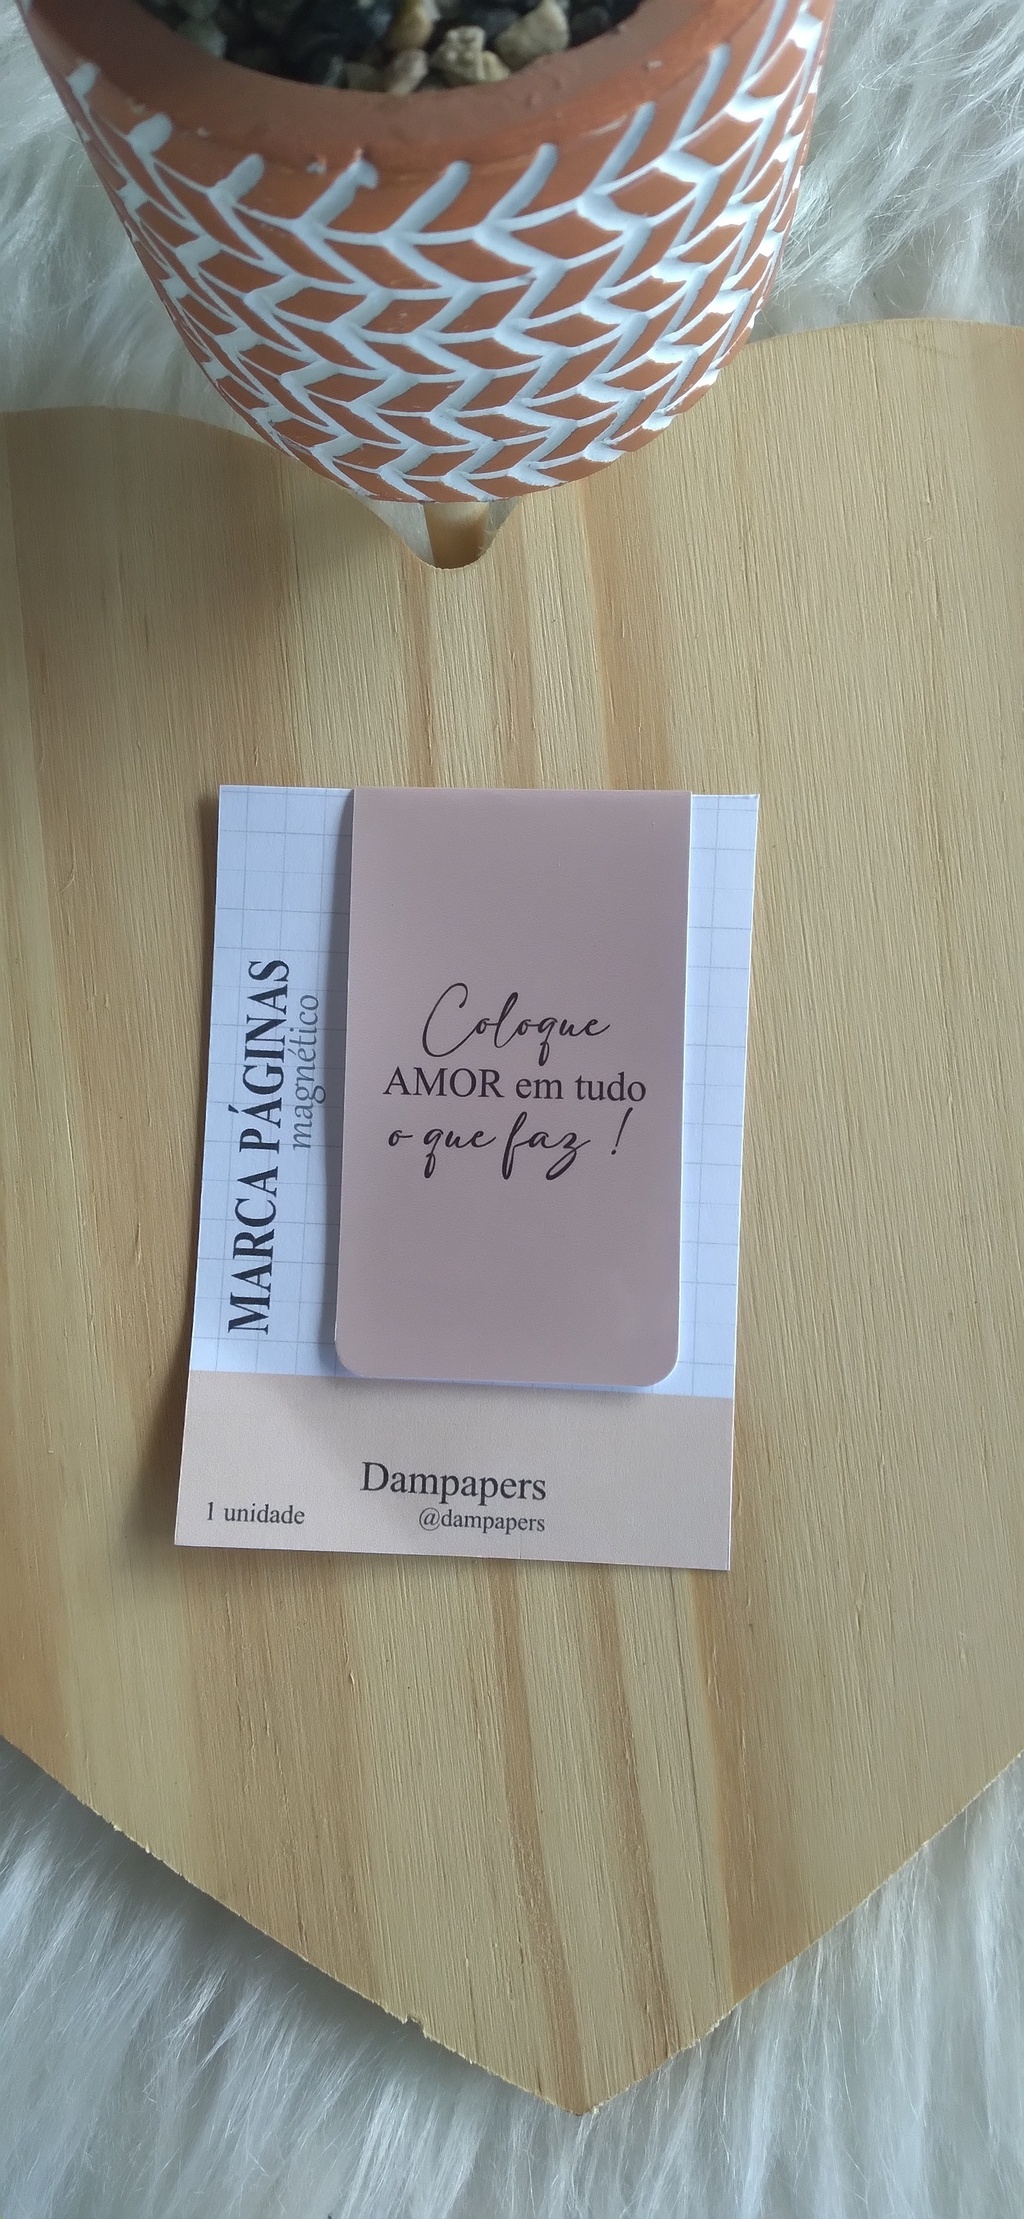 MARCA PÁGINAS
magnético
Coloque
AMOR em tudo
o que faz !
Dampapers
@dampapers
1 unidade